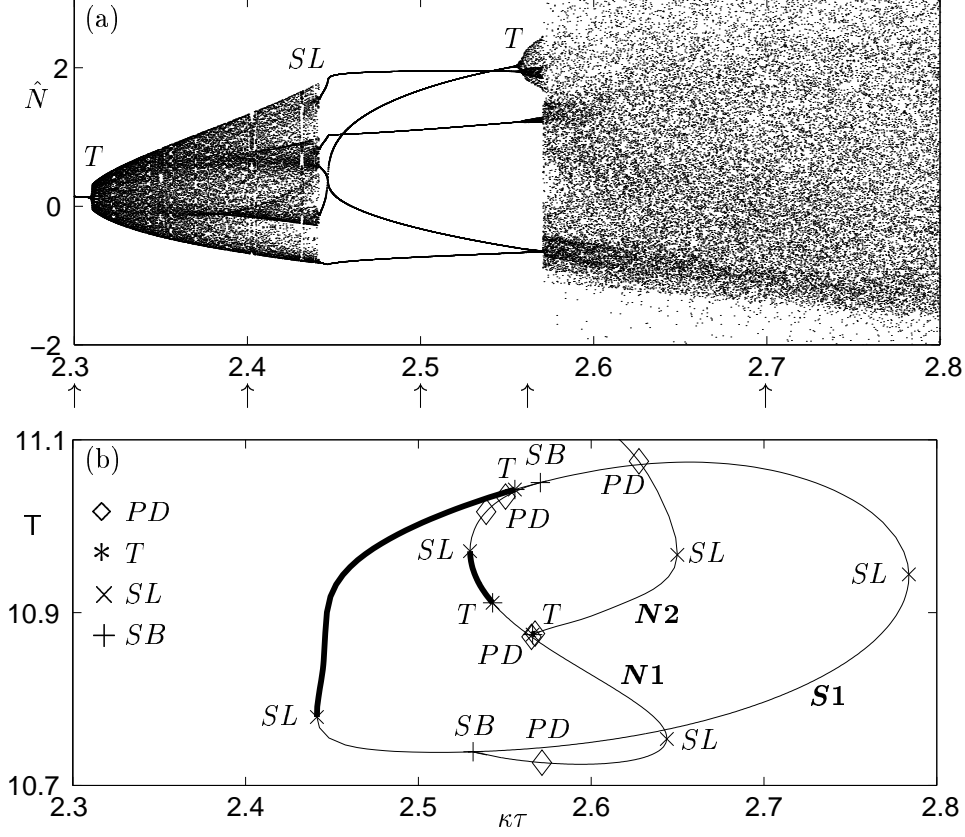 (a)
T
SL
T
2
N̂
0
−2
2.3 2.4 2.5 2.6 2.7 2.8
11.1
(b)
T SB
PD
◇ PD
PD
T
* T
SL
SL
SL
× SL
10.9
T
T
N2
+ SB
PD
N1
S1
SL
SB
PD
SL
10.7
2.3 2.4 2.5 2.6 2.7 2.8
κτ